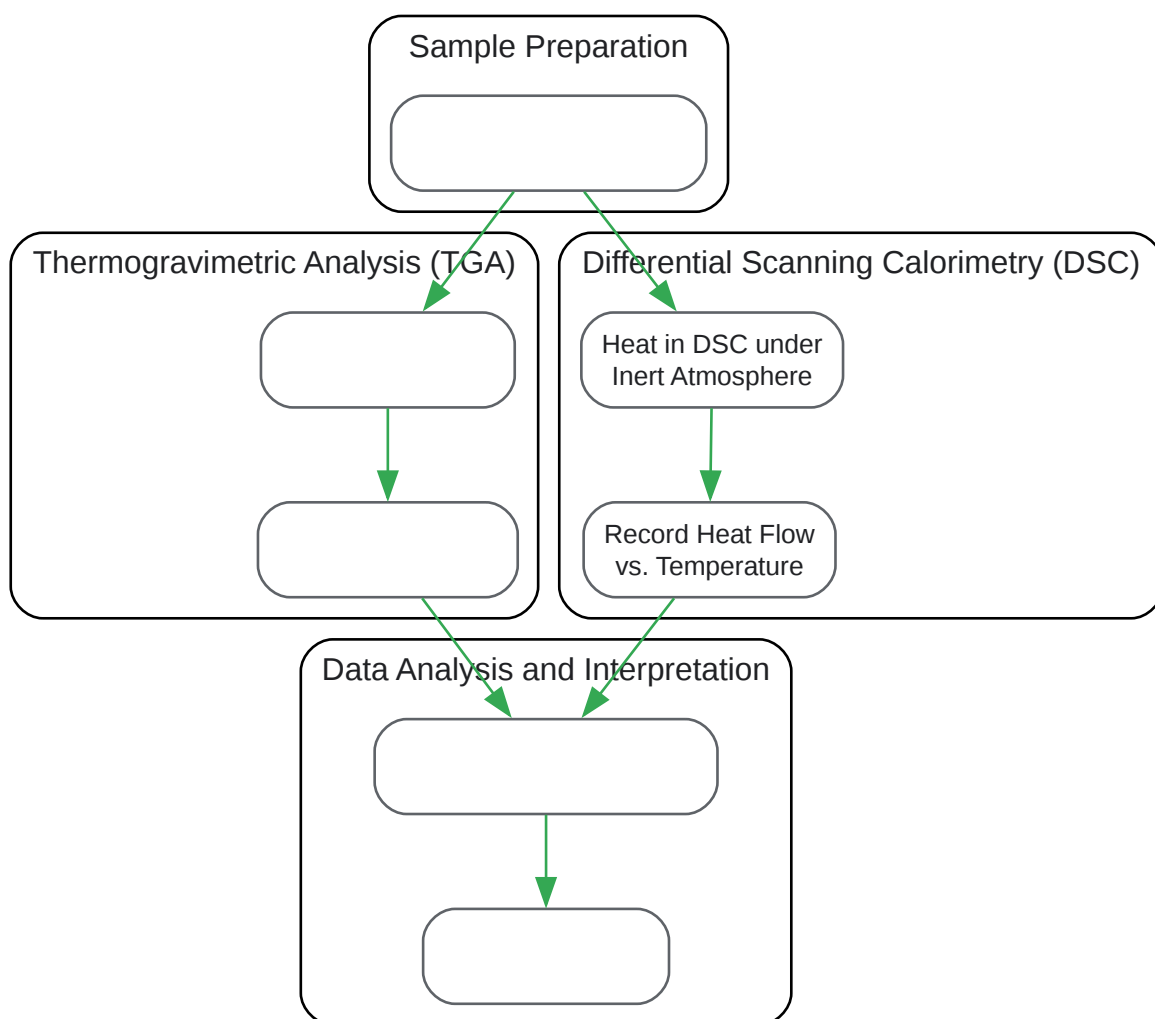 Sample Preparation
Thermogravimetric Analysis (TGA)
Differential Scanning Calorimetry (DSC)
Heat in DSC under
Inert Atmosphere
Record Heat Flow
vs. Temperature
Data Analysis and Interpretation